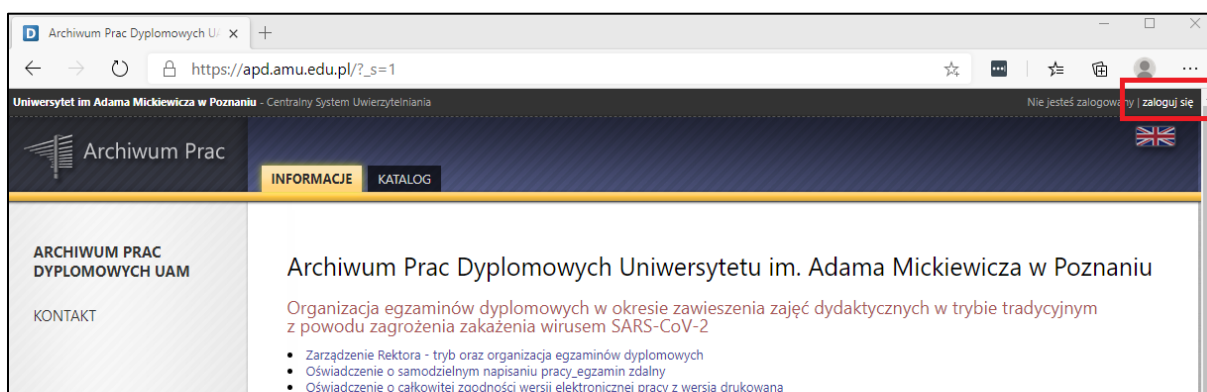 Archiwum Prac Dyplomowych U
https://apd.amu.edu.pl/?_s=1
Uniwersytet im Adama Mickiewicza w Poznaniu - Centralny System Uwierzytelniania
Nie jesteś zalogowany | zaloguj się
Archiwum Prac
INFORMACJE KATALOG
ARCHIWUM PRAC
DYPLOMOWYCH UAM
KONTAKT
Archiwum Prac Dyplomowych Uniwersytetu im. Adama Mickiewicza w Poznaniu
Organizacja egzaminów dyplomowych w okresie zawieszenia zajęć dydaktycznych w trybie tradycyjnym
z powodu zagrożenia zakażenia wirusem SARS-CoV-2
• Zarządzenie Rektora - tryb oraz organizacja egzaminów dyplomowych
• Oświadczenie o samodzielnym napisaniu pracy_egzamin zdalny
• Oświadczenie o całkowitej zgodności wersji elektronicznej pracy z wersja drukowana